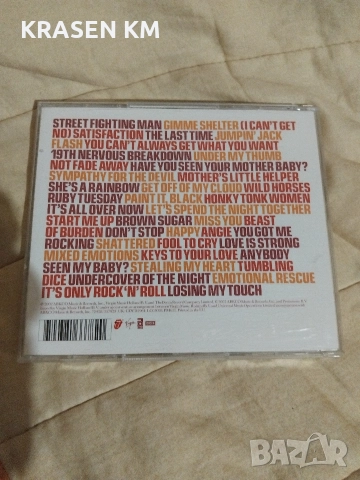 KRASEN KM
STREET FIGHTING MAN GIMME SHELTER (I CAN'T GET
NO) SATISFACTION THE LAST TIME JUMPIN' JACK
FLASH YOU CAN'T ALWAYS GET WHAT YOU WANT
19TH NERVOUS BREAKDOWN UNDER MY THUMB
NOT FADE AWAY HAVE YOU SEEN YOUR MOTHER BABY?
SYMPATHY FOR THE DEVIL MOTHER'S LITTLE HELPER
SHE'S A RAINBOW GET OFF OF MY CLOUD WILD HORSES
RUBY TUESDAY PAINT IT, BLACK HONKY TONK WOMEN
IT'S ALL OVER NOW LET'S SPEND THE NIGHT TOGETHER
START ME UP BROWN SUGAR MISS YOU BEAST
OF BURDEN DON'T STOP HAPPY ANGIE YOU GOT ME
ROCKING SHATTERED FOOL TO CRY LOVE IS STRONG
MIXED EMOTIONS KEYS TO YOUR LOVE ANYBODY
SEEN MY BABY? STEALING MY HEART TUMBLING
DICE UNDERCOVER OF THE NIGHT EMOTIONAL RESCUE
IT'S ONLY ROCK 'N' ROLL LOSING MY TOUCH
BAZAR